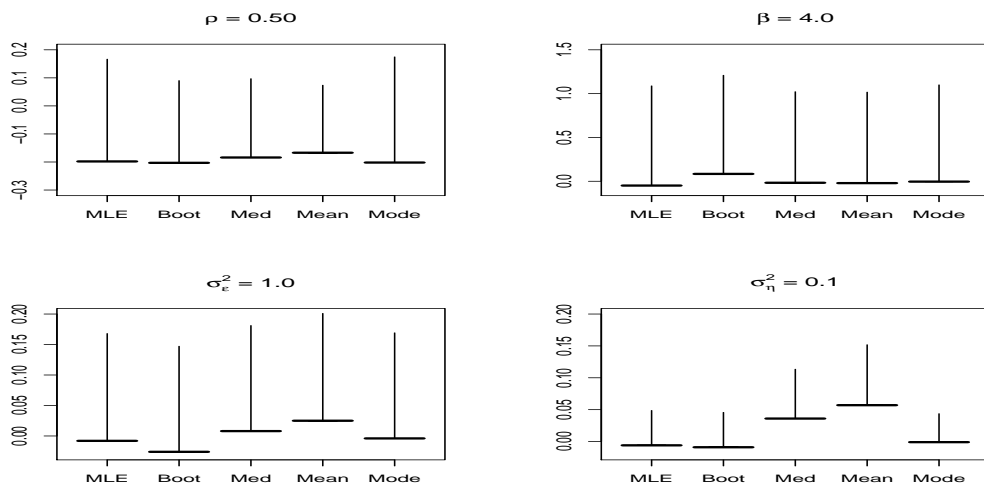 ρ = 0.50
0.2
0.1
0.0
−0.1
−0.3
MLE Boot Med Mean Mode
β = 4.0
1.5
1.0
0.5
0.0
MLE Boot Med Mean Mode
σ²ε = 1.0
0.20
0.15
0.10
0.05
0.00
MLE Boot Med Mean Mode
σ²η = 0.1
0.20
0.15
0.10
0.05
0.00
MLE Boot Med Mean Mode